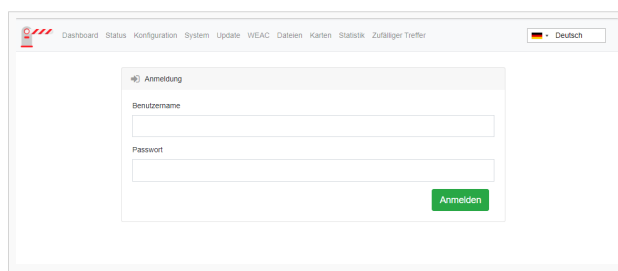 Dashboard Status Konfiguration System Update WEAC Dateien Karten Statistik Zufälliger Treffer Deutsch
Anmeldung
Benutzername
Passwort
Anmelden